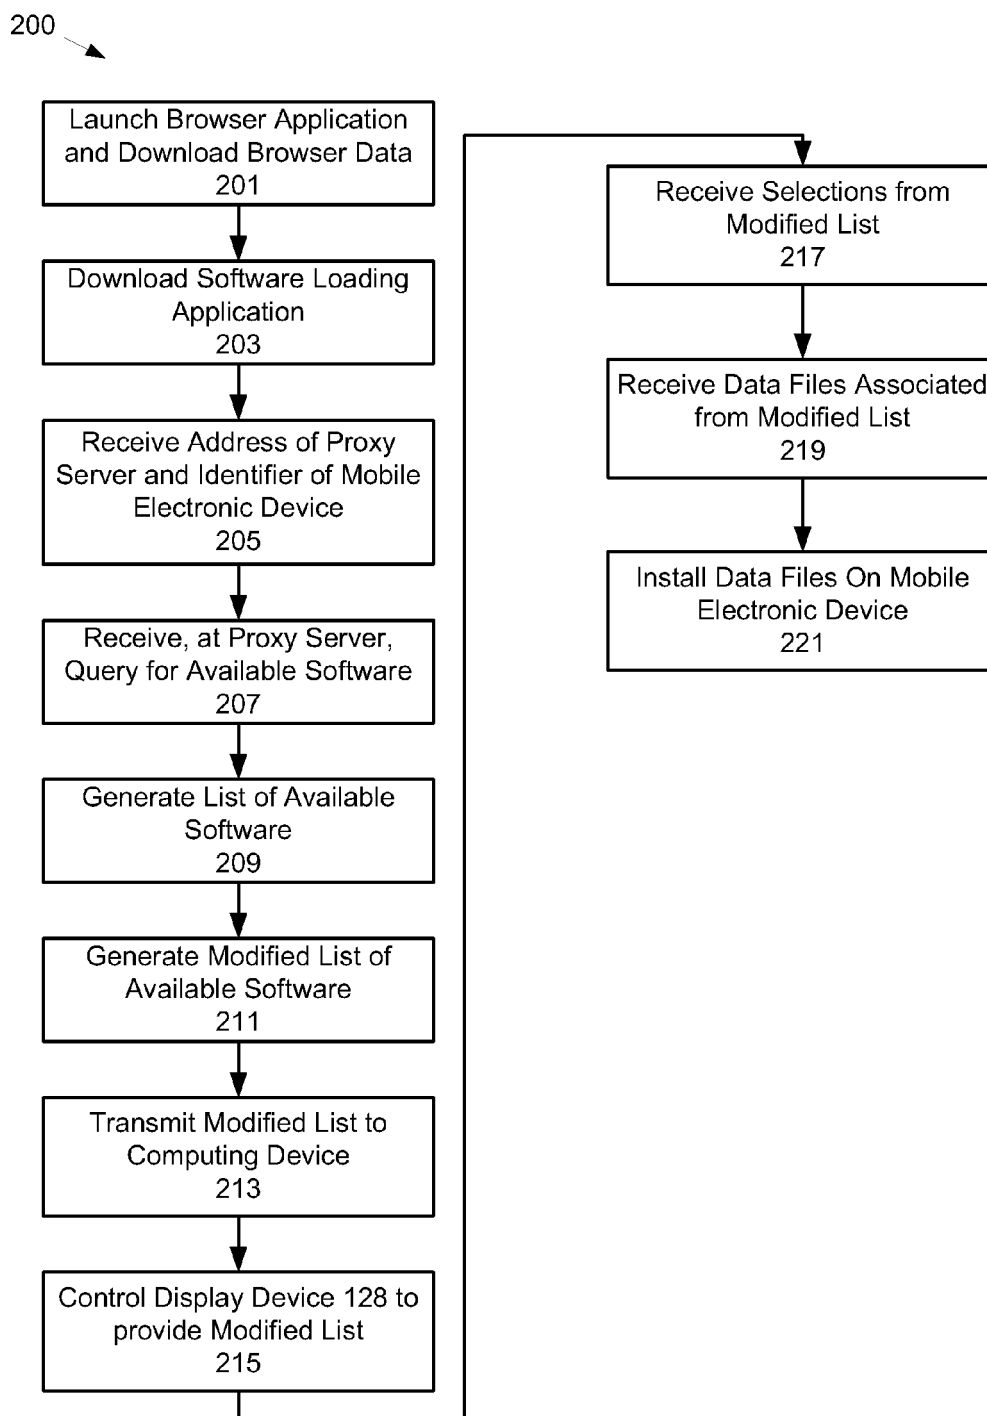 200
Launch Browser Application
and Download Browser Data
201
Download Software Loading
Application
203
Receive Address of Proxy
Server and Identifier of Mobile
Electronic Device
205
Receive, at Proxy Server,
Query for Available Software
207
Generate List of Available
Software
209
Generate Modified List of
Available Software
211
Transmit Modified List to
Computing Device
213
Control Display Device 128 to
provide Modified List
215
Receive Selections from
Modified List
217
Receive Data Files Associated
from Modified List
219
Install Data Files On Mobile
Electronic Device
221